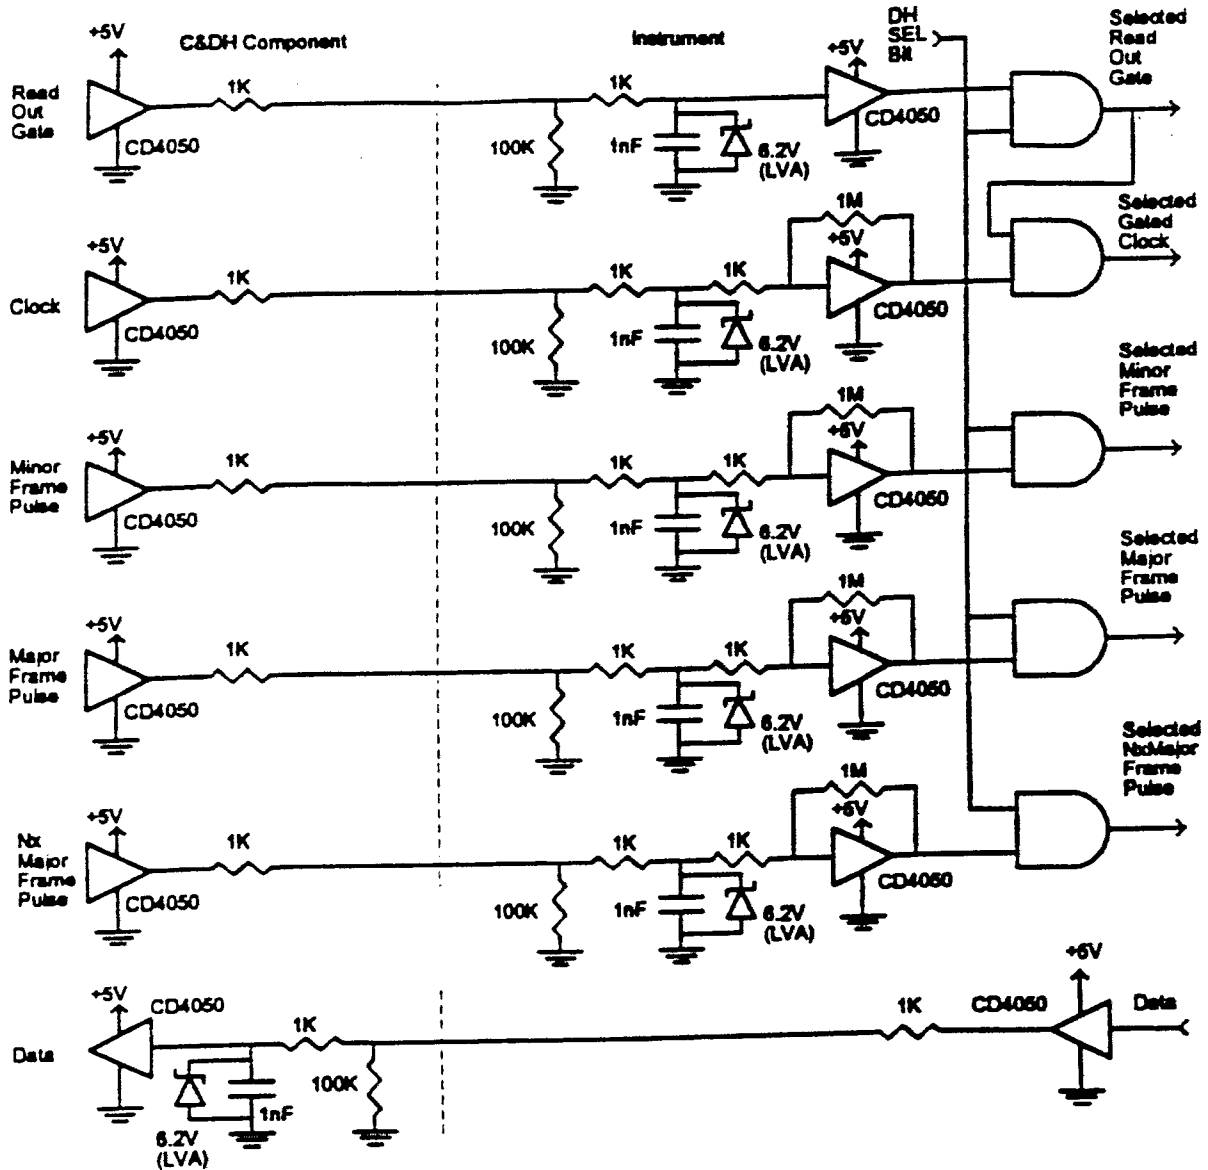 C&DH Component
Instrument
DH
SEL
Bit
Selected
Read
Out
Gate
Read
Out
Gate
+5V
CD4050
1K
100K
1K
1nF
6.2V
(LVA)
+5V
CD4050
Clock
+5V
CD4050
1K
100K
1K
1nF
6.2V
(LVA)
1K
1M
+5V
CD4050
Selected
Gated
Clock
Minor
Frame
Pulse
+5V
CD4050
1K
100K
1K
1nF
6.2V
(LVA)
1K
1M
+5V
CD4050
Selected
Minor
Frame
Pulse
Major
Frame
Pulse
+5V
CD4050
1K
100K
1K
1nF
6.2V
(LVA)
1K
1M
+5V
CD4050
Selected
Major
Frame
Pulse
Nx
Major
Frame
Pulse
+5V
CD4050
1K
100K
1K
1nF
6.2V
(LVA)
1K
1M
+5V
CD4050
Selected
NxMajor
Frame
Pulse
Data
+5V
CD4050
6.2V
(LVA)
1nF
1K
100K
1K
CD4050
+5V
Data